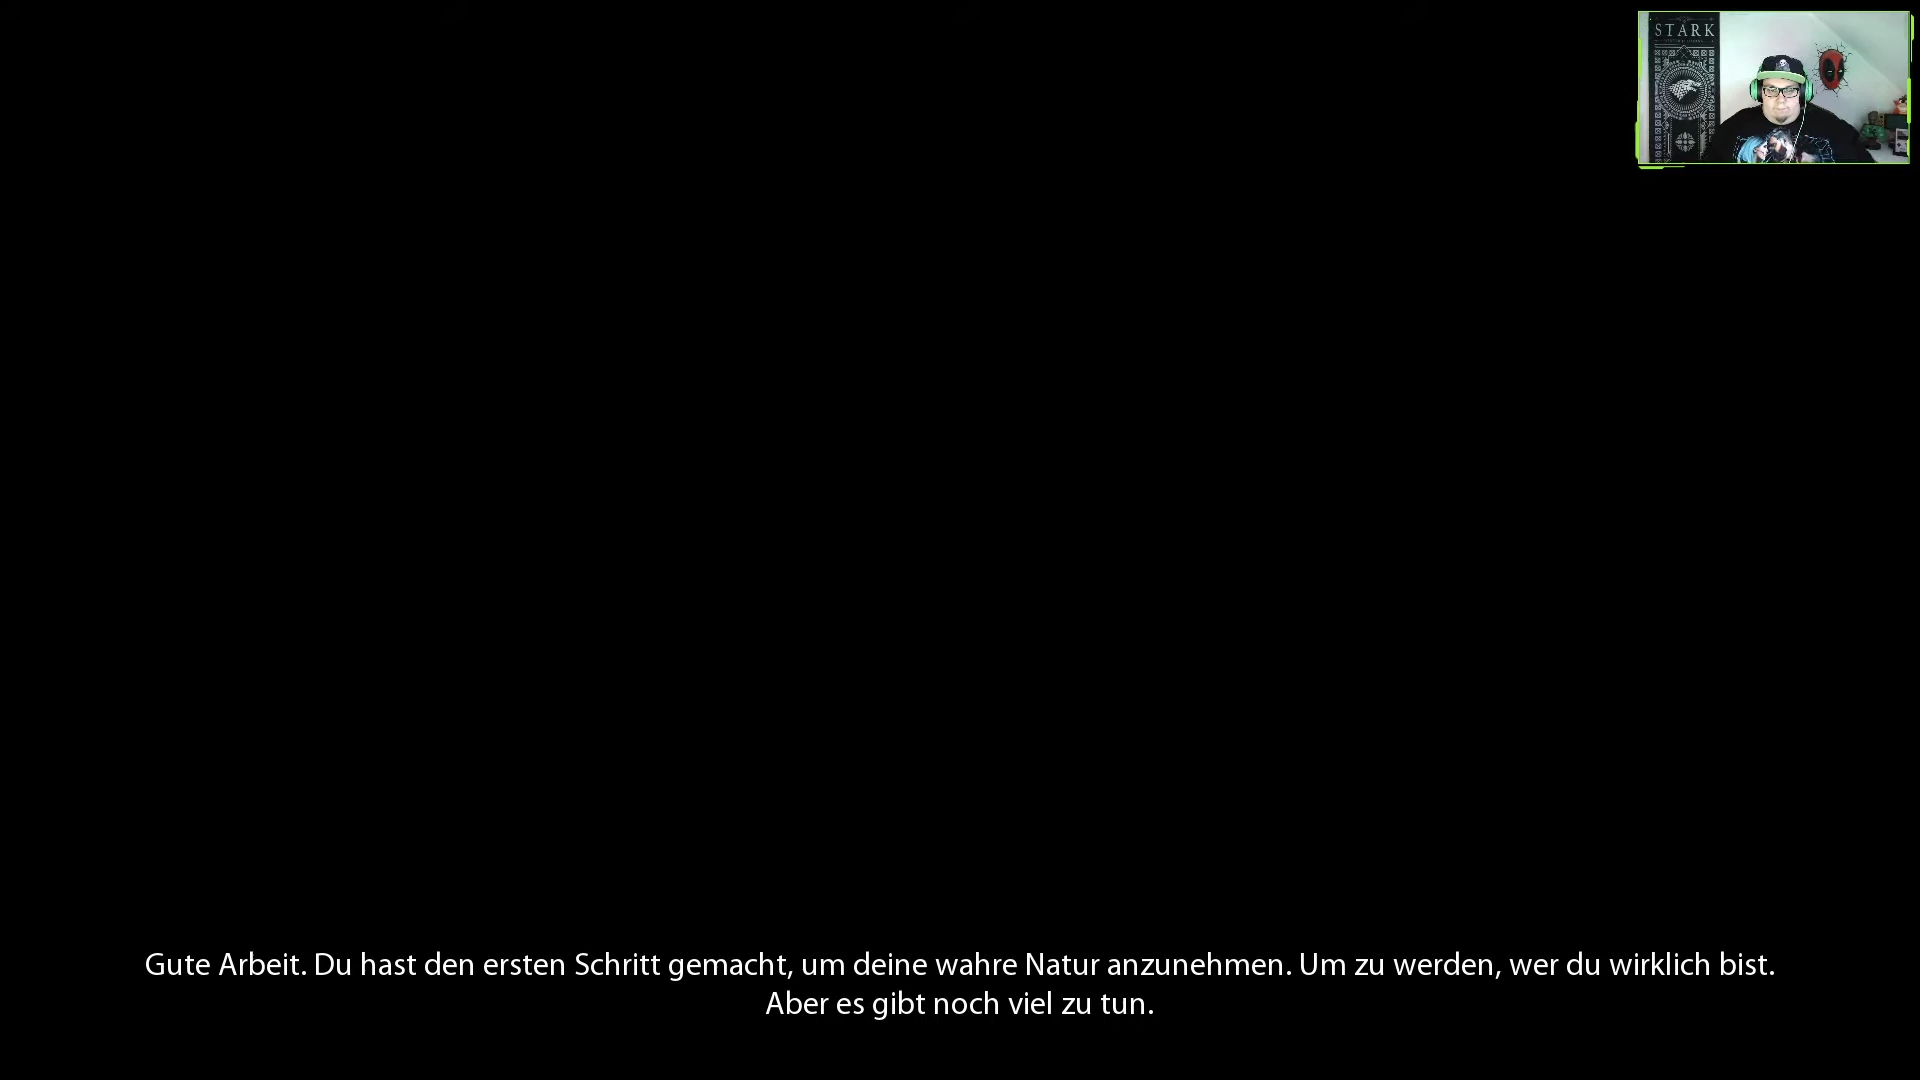 STARK
Gute Arbeit. Du hast den ersten Schritt gemacht, um deine wahre Natur anzunehmen. Um zu werden, wer du wirklich bist.
Aber es gibt noch viel zu tun.